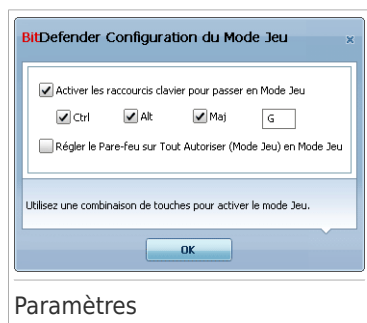 BitDefender Configuration du Mode Jeu x
Activer les raccourcis clavier pour passer en Mode Jeu
Ctrl Alt Maj G
Régler le Pare-feu sur Tout Autoriser (Mode Jeu) en Mode Jeu
Utilisez une combinaison de touches pour activer le mode Jeu.
OK
Paramètres